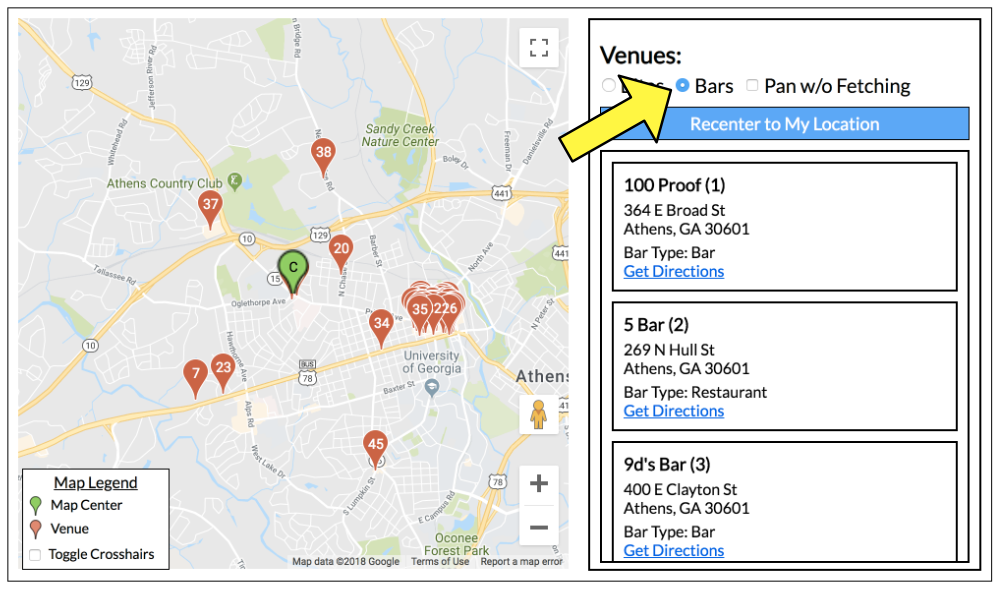 129
Jefferson River Rd
Whitehead Rd
Sandy Creek
Nature Center
Boley Dr
Freeman Dr
Danielsville Rd
38
441
Athens Country Club
37
10
129
20
Barber St
North Ave
441
Tallassee Rd
C
15
N Chase
Oglethorpe Ave
35
22
26
N Peter St
34
10
Hawthorne Ave
BUS
78
University
of Georgia
7
23
Baxter St
Athens
Alps Rd
41
45
West Lake Dr
S Lumpkin St
78
E Campus Rd
Oconee
Forest Park
Map Legend
Map Center
Venue
Toggle Crosshairs
Map data ©2018 Google
Terms of Use
Report a map error
Venues:
Bars
Pan w/o Fetching
Recenter to My Location
100 Proof (1)
364 E Broad St
Athens, GA 30601
Bar Type: Bar
Get Directions
5 Bar (2)
269 N Hull St
Athens, GA 30601
Bar Type: Restaurant
Get Directions
9d's Bar (3)
400 E Clayton St
Athens, GA 30601
Bar Type: Bar
Get Directions